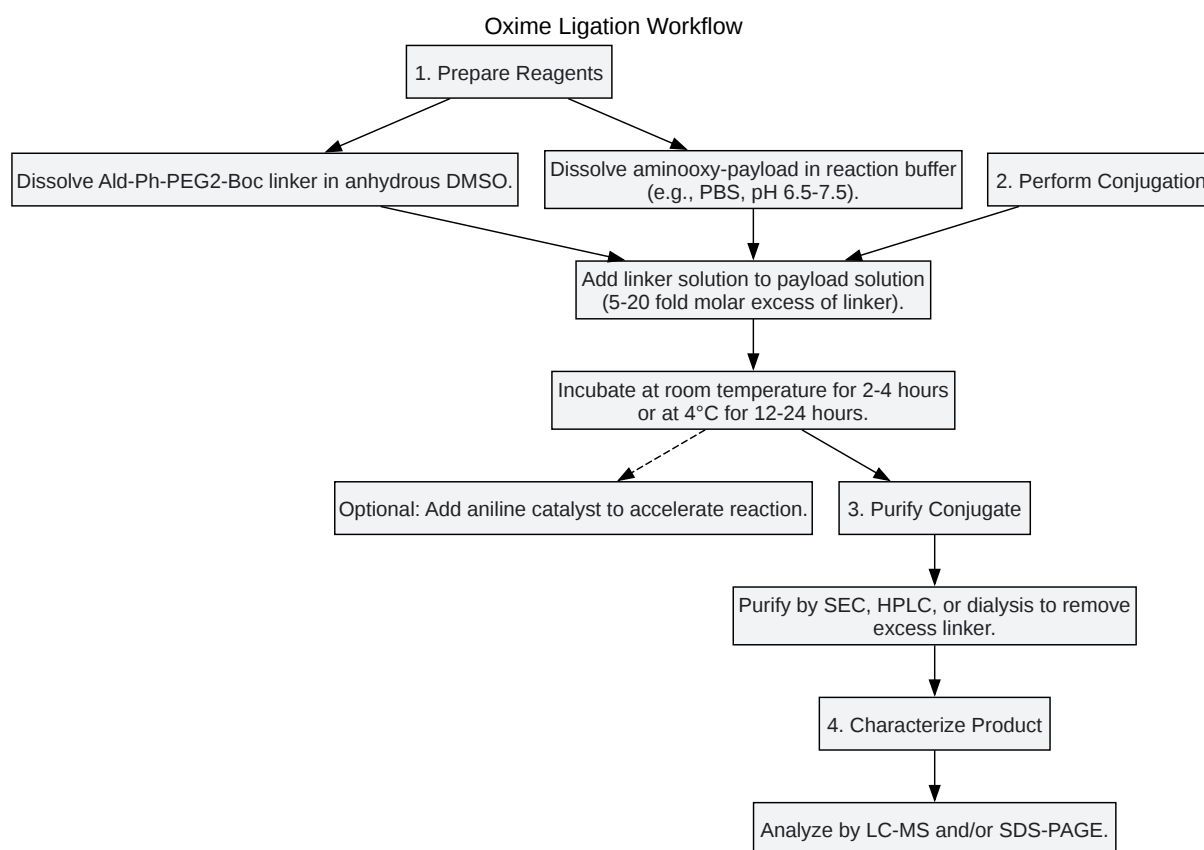 Oxime Ligation Workflow
1. Prepare Reagents
Dissolve Ald-Ph-PEG2-Boc linker in anhydrous DMSO.
Dissolve aminooxy-payload in reaction buffer
(e.g., PBS, pH 6.5-7.5).
2. Perform Conjugation
Add linker solution to payload solution
(5-20 fold molar excess of linker).
Incubate at room temperature for 2-4 hours
or at 4°C for 12-24 hours.
Optional: Add aniline catalyst to accelerate reaction.
3. Purify Conjugate
Purify by SEC, HPLC, or dialysis to remove
excess linker.
4. Characterize Product
Analyze by LC-MS and/or SDS-PAGE.